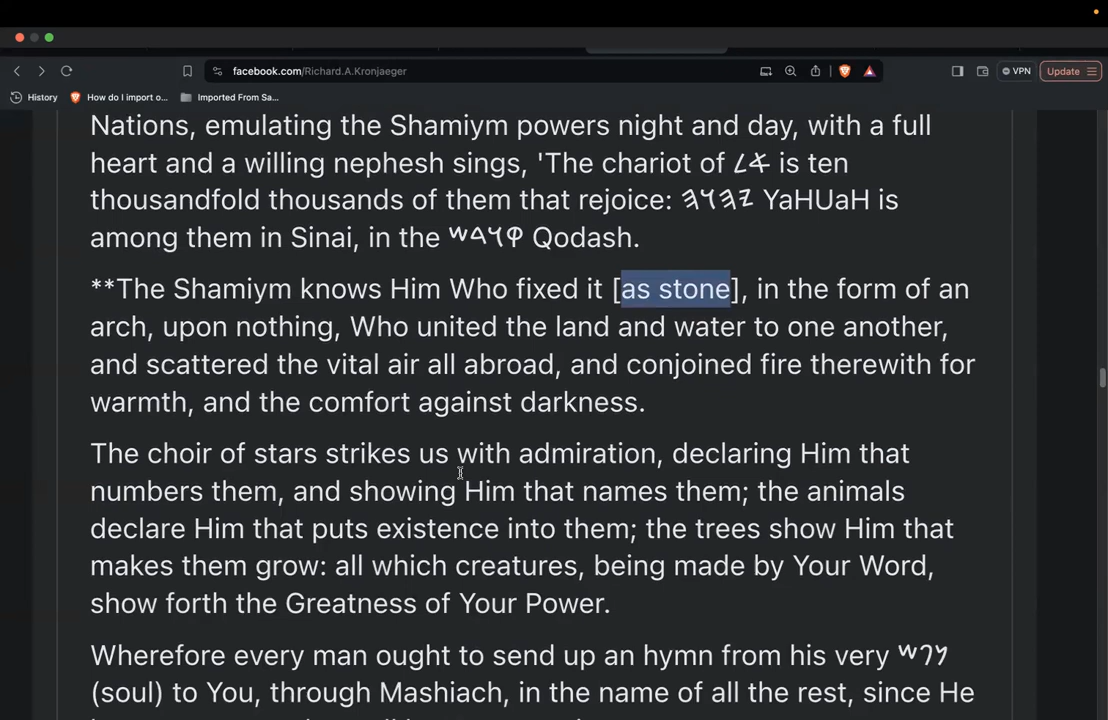 facebook.com/Richard.A.Kronjaeger
VPN
Update
History
How do I import o...
Imported From Sa...
Nations, emulating the Shamiym powers night and day, with a full
heart and a willing nephesh sings, 'The chariot of 𐤀𐤋 is ten
thousandfold thousands of them that rejoice: 𐤉𐤄𐤅𐤄 YaHUaH is
among them in Sinai, in the 𐤒𐤅𐤃𐤔 Qodash.
**The Shamiym knows Him Who fixed it [as stone], in the form of an
arch, upon nothing, Who united the land and water to one another,
and scattered the vital air all abroad, and conjoined fire therewith for
warmth, and the comfort against darkness.
The choir of stars strikes us with admiration, declaring Him that
numbers them, and showing Him that names them; the animals
declare Him that puts existence into them; the trees show Him that
makes them grow: all which creatures, being made by Your Word,
show forth the Greatness of Your Power.
Wherefore every man ought to send up an hymn from his very 𐤍𐤐𐤔
(soul) to You, through Mashiach, in the name of all the rest, since He